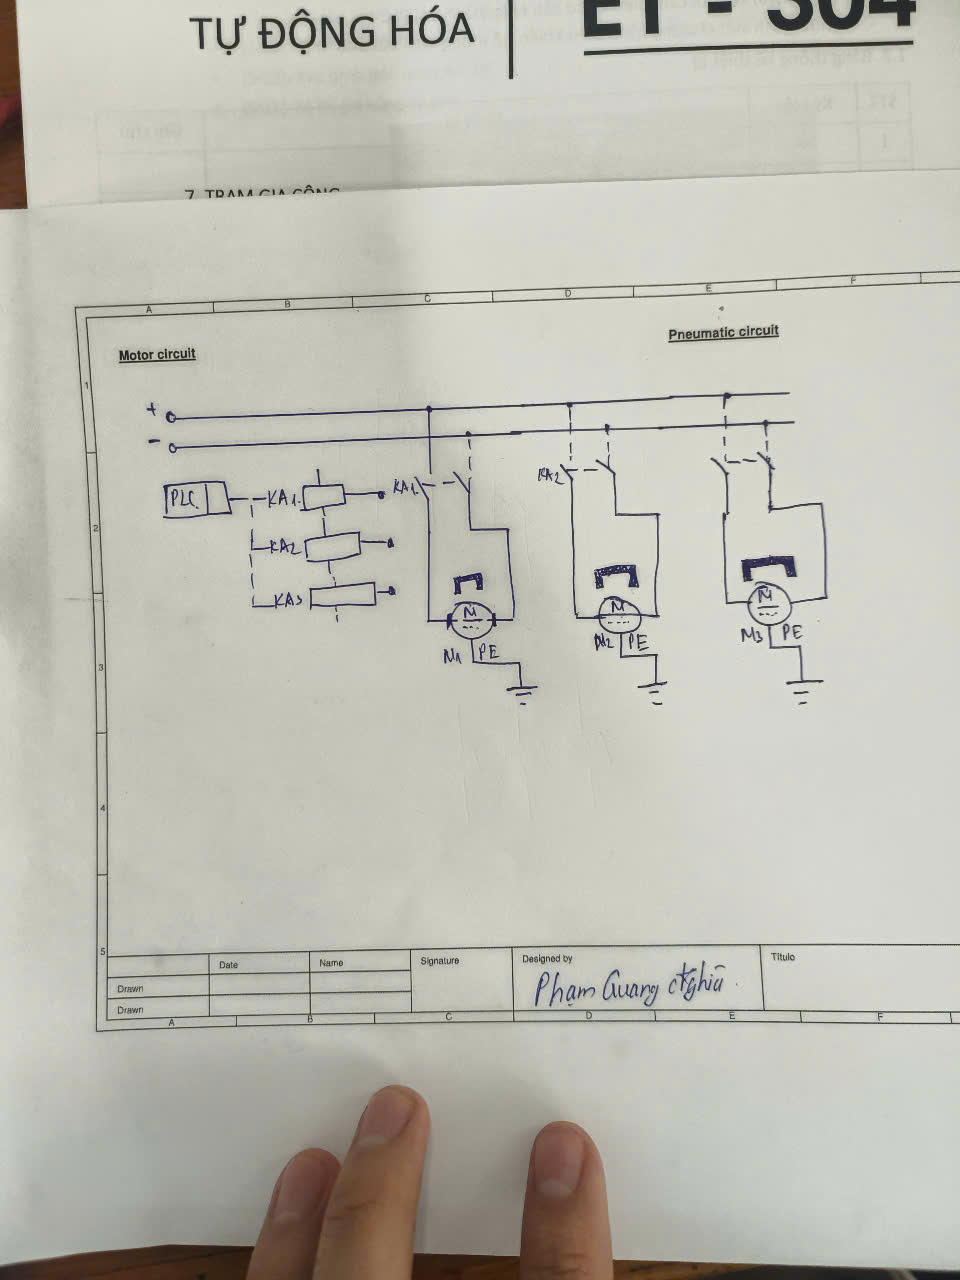 TỰ ĐỘNG HÓA
ET - 304
7. TRẠM GIA CÔNG
A B C D E F
Motor circuit
Pneumatic circuit
1
+
-
PLC
KA1
KA1
KA2
2
KA2
KA3
M
M
M
M1 PE
M2 PE
M3 PE
3
4
5
Date
Name
Signature
Designed by
Título
Drawn
Phạm Quang Nghĩa
Drawn
A B C D E F